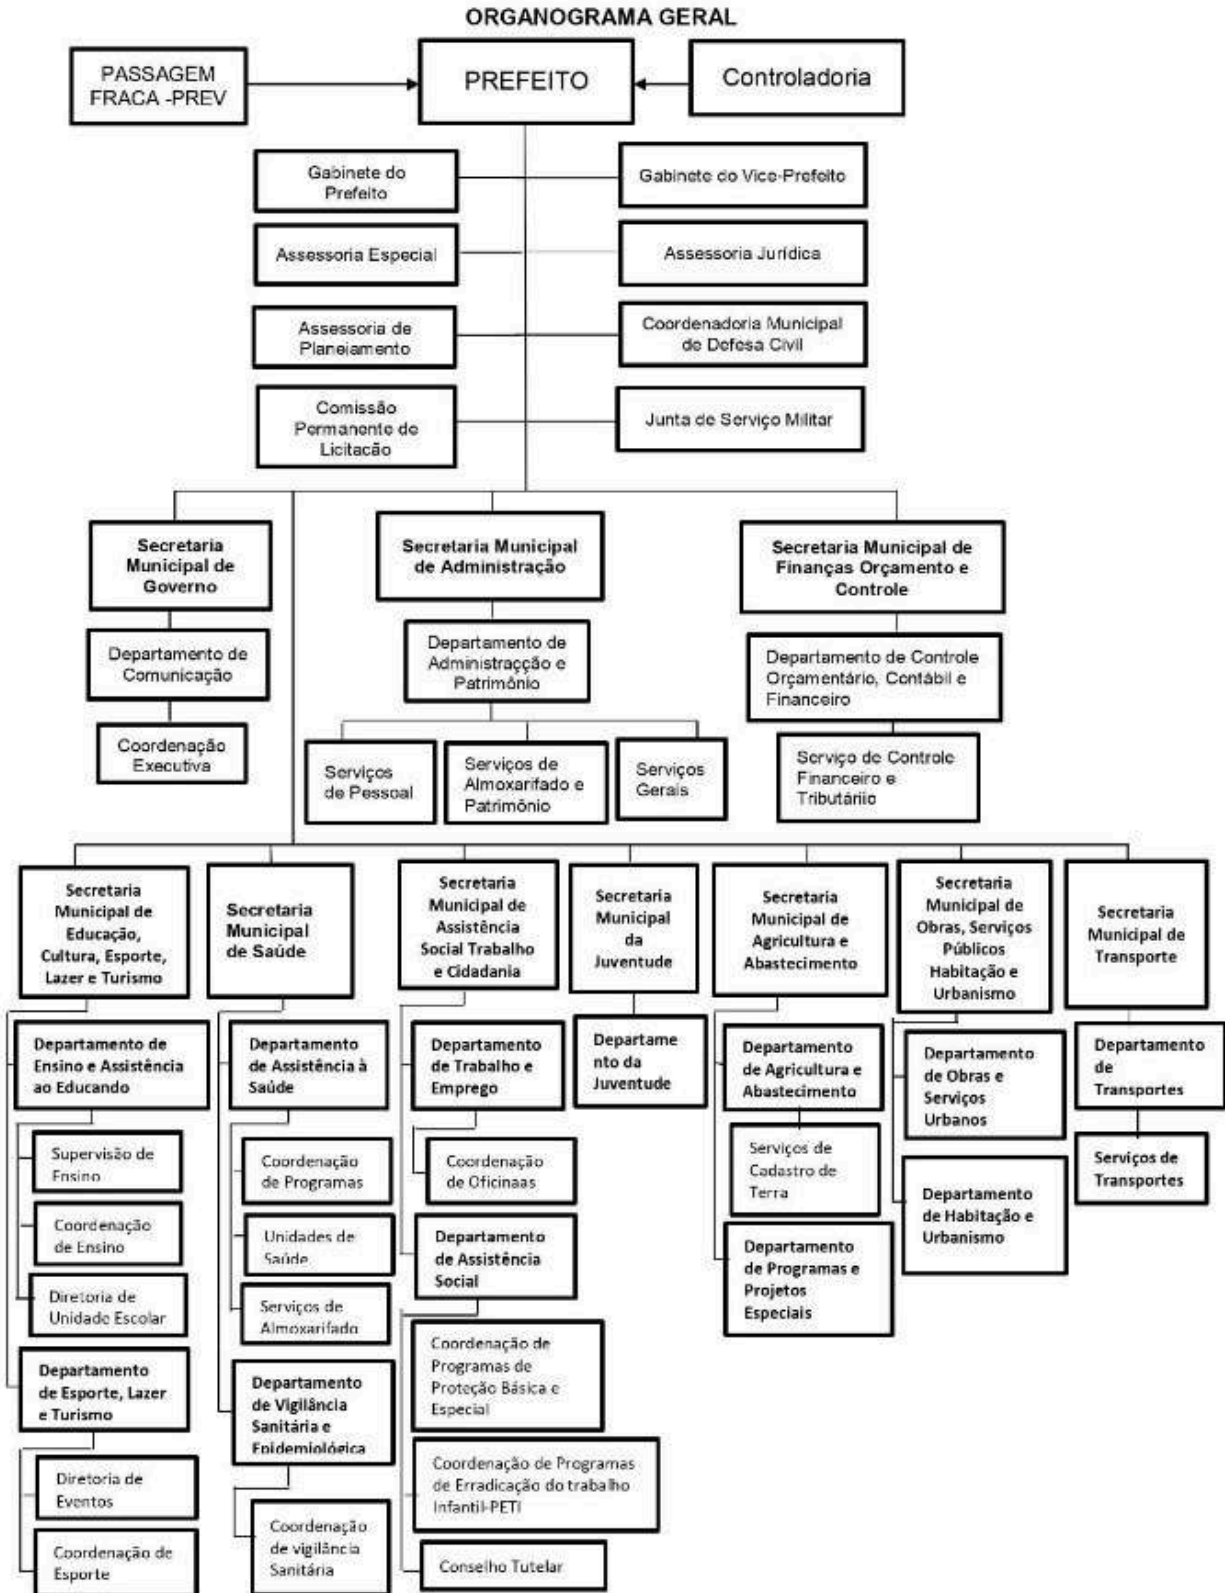 ORGANOGRAMA GERAL
PASSAGEM
FRACA -PREV
PREFEITO
Controladoria
Gabinete do
Prefeito
Gabinete do Vice-Prefeito
Assessoria Especial
Assessoria Jurídica
Assessoria de
Planejamento
Coordenadoria Municipal
de Defesa Civil
Comissão
Permanente de
Licitação
Junta de Serviço Militar
Secretaria
Municipal de
Governo
Secretaria Municipal
de Administração
Secretaria Municipal de
Finanças Orçamento e
Controle
Departamento de
Comunicação
Departamento de
Administracção e
Patrimônio
Departamento de Controle
Orçamentário, Contábil e
Financeiro
Coordenação
Executiva
Serviços
de Pessoal
Serviços de
Almoxarifado e
Patrimônio
Serviços
Gerais
Serviço de Controle
Financeiro e
Tributáriio
Secretaria
Municipal de
Educação,
Cultura, Esporte,
Lazer e Turismo
Secretaria
Municipal
de Saúde
Secretaria
Municipal de
Assistência
Social Trabalho
e Cidadania
Secretaria
Municipal
da
Juventude
Secretaria
Municipal de
Agricultura e
Abastecimento
Secretaria
Municipal de
Obras, Serviços
Públicos
Habitação e
Urbanismo
Secretaria
Municipal de
Transporte
Departamento de
Ensino e Assistência
ao Educando
Departamento
de Assistência à
Saúde
Departamento
de Trabalho e
Emprego
Departame
nto da
Juventude
Departamento
de Agricultura e
Abastecimento
Departamento
de Obras e
Serviços
Urbanos
Departamento
de
Transportes
Supervisão de
Ensino
Coordenação
de Programas
Coordenação
de Oficinaas
Serviços de
Cadastro de
Terra
Serviços de
Transportes
Coordenação
de Ensino
Unidades de
Saúde
Departamento
de Assistência
Social
Departamento
de Programas e
Projetos
Especiais
Departamento
de Habitação e
Urbanismo
Diretoria de
Unidade Escolar
Serviços de
Almoxarifado
Departamento
de Esporte, Lazer
e Turismo
Departamento
de Vigilância
Sanitária e
Epidemiológica
Coordenação de
Programas de
Proteção Básica e
Especial
Diretoria de
Eventos
Coordenação de Programas
de Erradicação do trabalho
Infantil-PETI
Coordenação de
Esporte
Coordenação
de vigilância
Sanitária
Conselho Tutelar